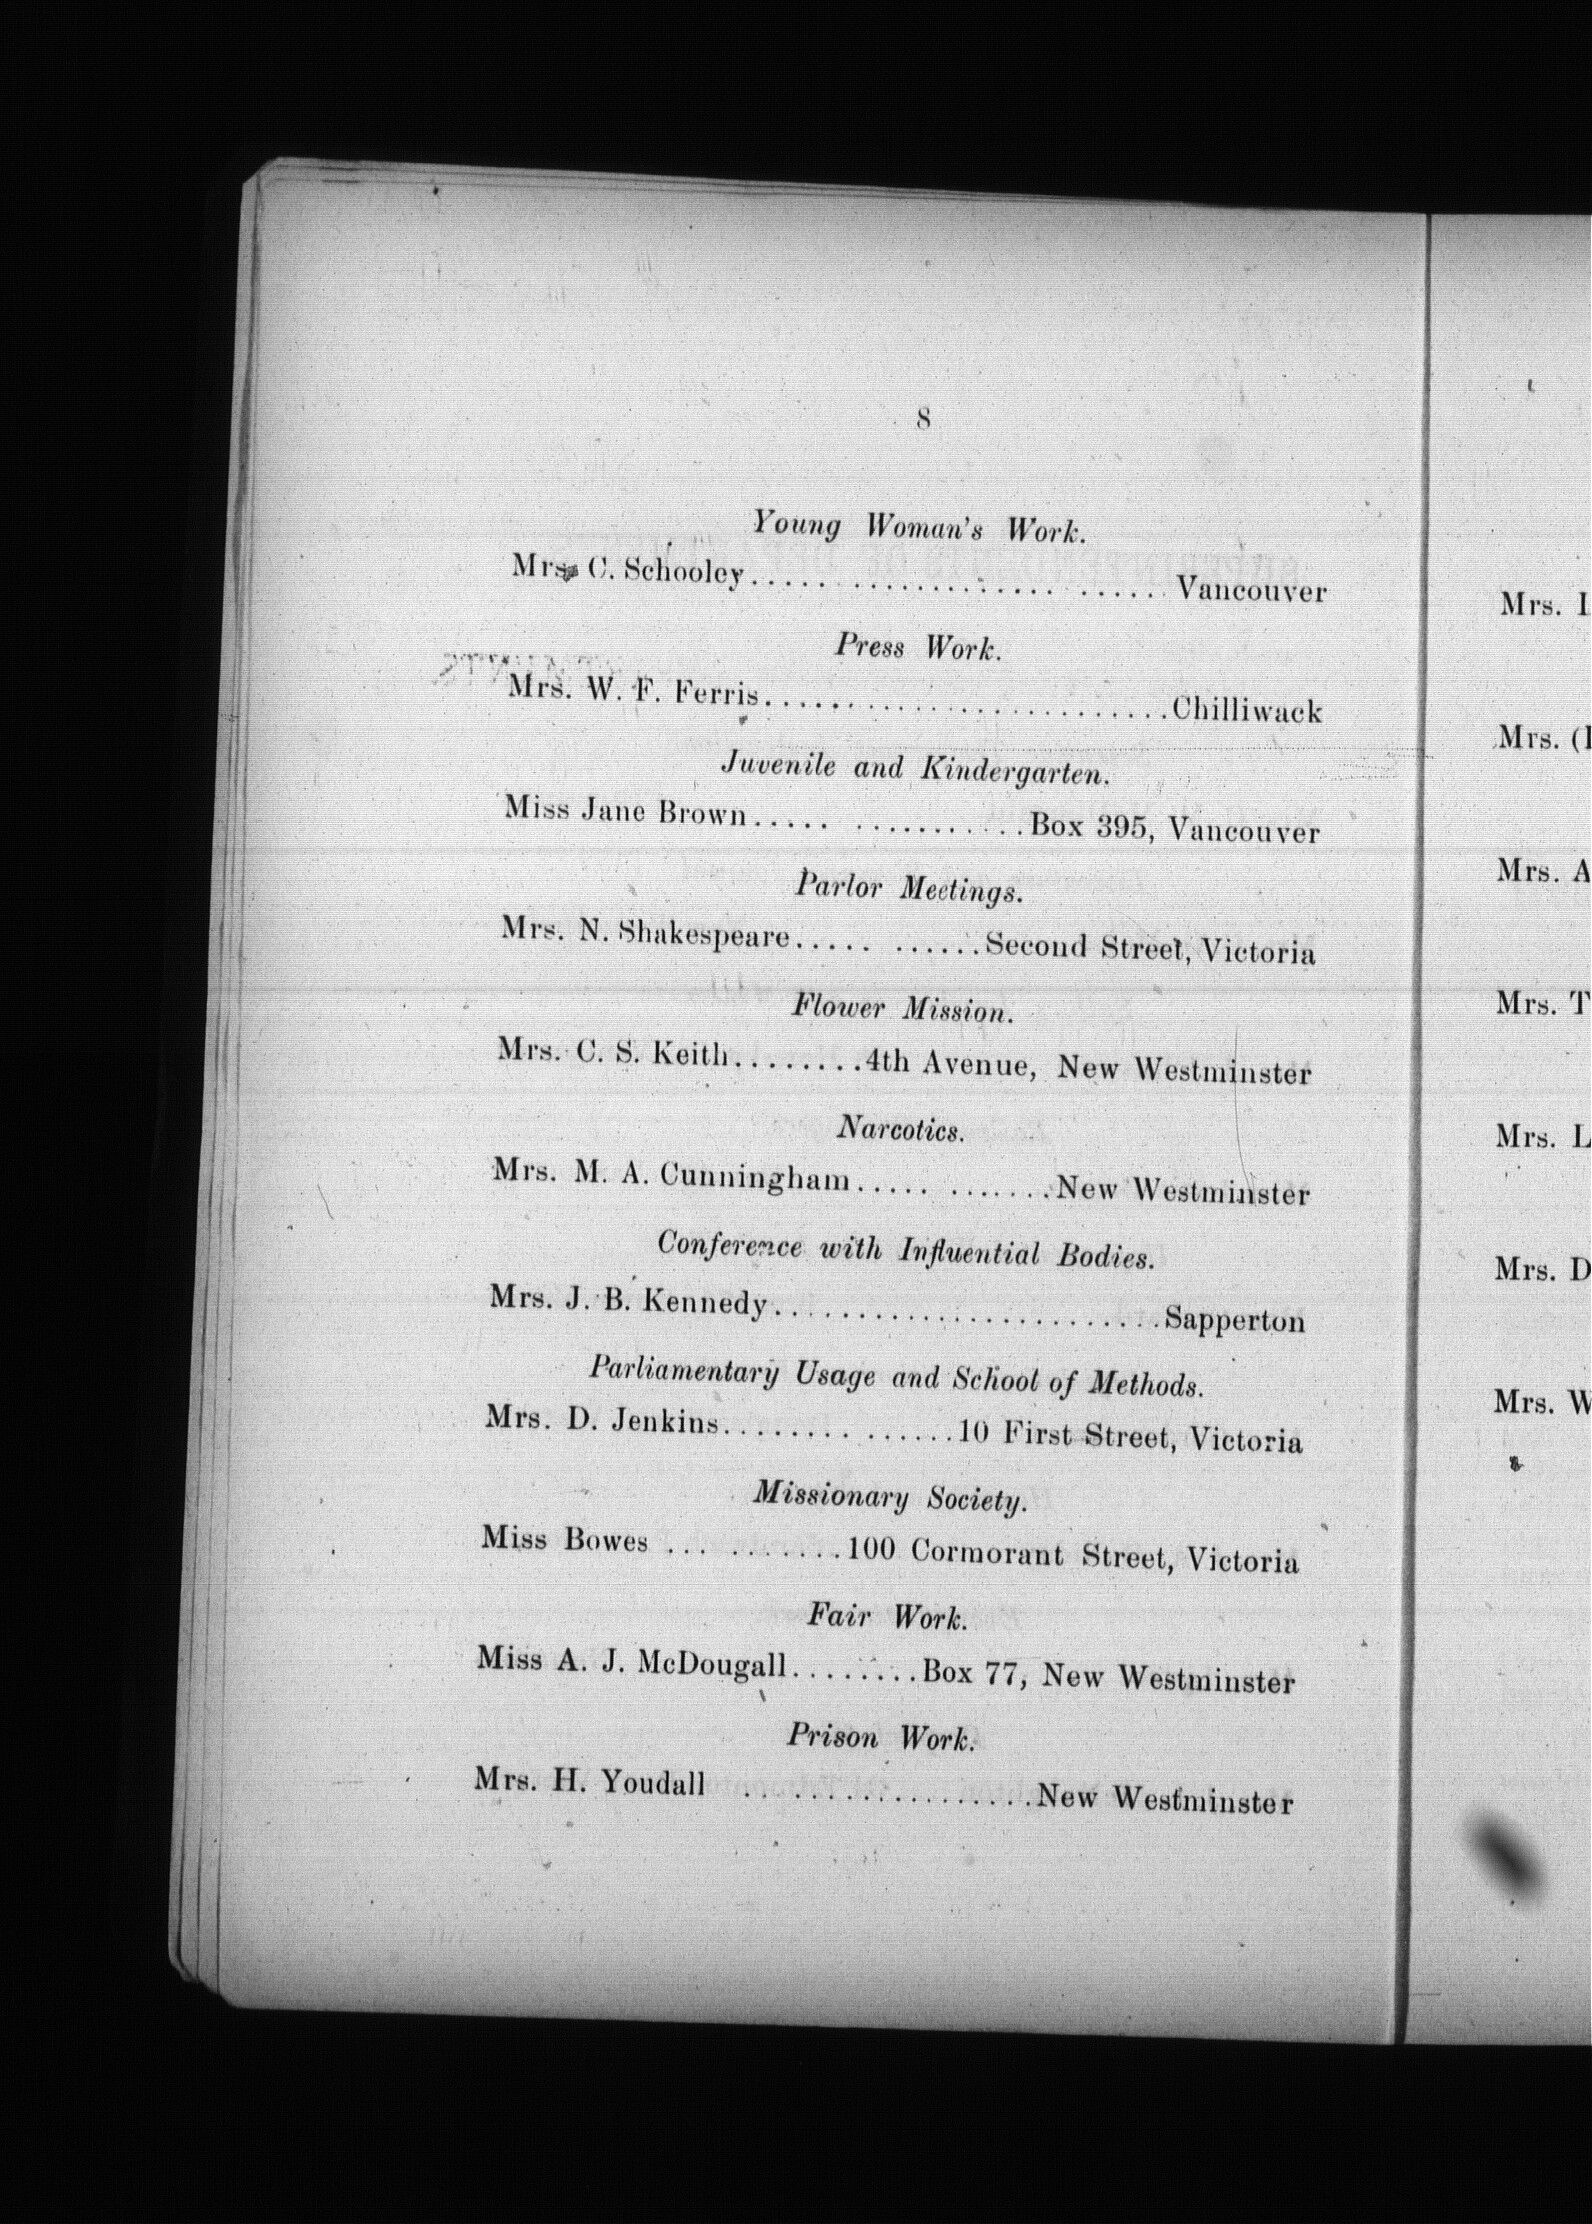 8
Young Woman's Work.
Mrs. C. Schooley.................... ...... Vancouver
Press Work.
Mrs. W. F. Ferris.........................Chilliwack
Juvenile and Kindergarten.
Miss Jane Brown..... ...........Box 395, Vancouver
Parlor Meetings.
Mrs. N. Shakespeare..... ......Second Street, Victoria
Flower Mission.
Mrs. C. S. Keith........4th Avenue, New Westminster
Narcotics.
Mrs. M. A. Cunningham..... .......New Westminster
Conference with Influential Bodies.
Mrs. J. B. Kennedy........................Sapperton
Parliamentary Usage and School of Methods.
Mrs. D. Jenkins........ ......10 First Street, Victoria
Missionary Society.
Miss Bowes ... .......100 Cormorant Street, Victoria
Fair Work.
Miss A. J. McDougall........Box 77, New Westminster
Prison Work.
Mrs. H. Youdall .. ...............New Westminster
Mrs.
Mrs.
Mrs. A
Mrs. T
Mrs. L
Mrs. D
Mrs. W